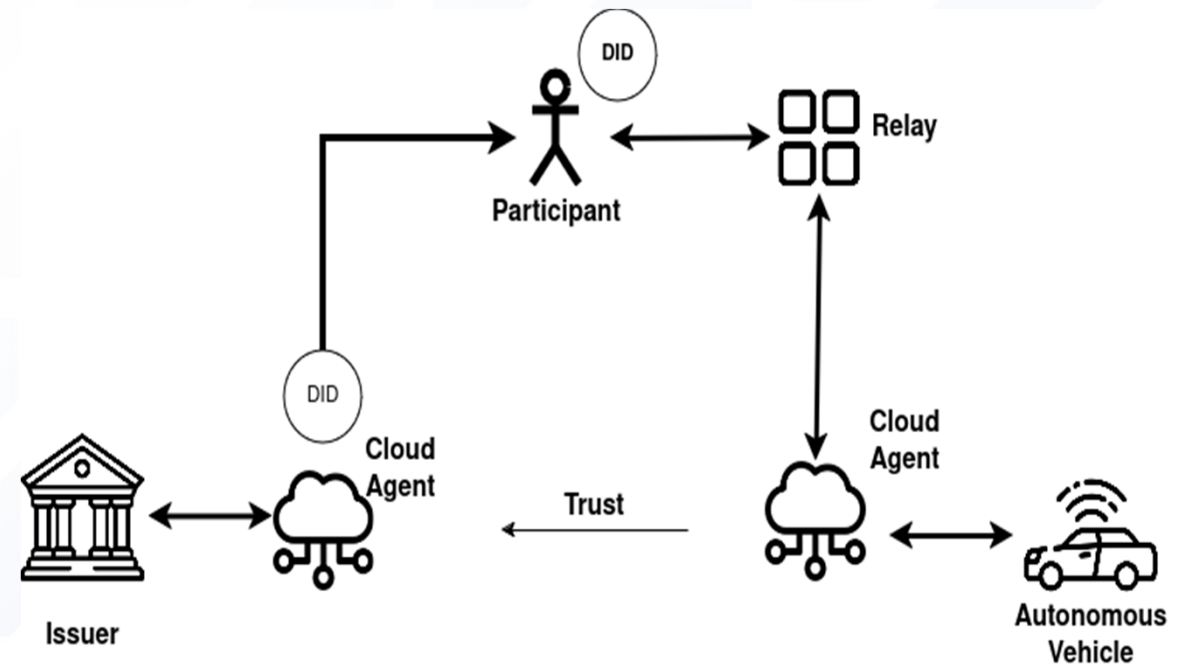 DID
Relay
Participant
DID
Cloud
Agent
Cloud
Agent
Trust
Issuer
Autonomous
Vehicle